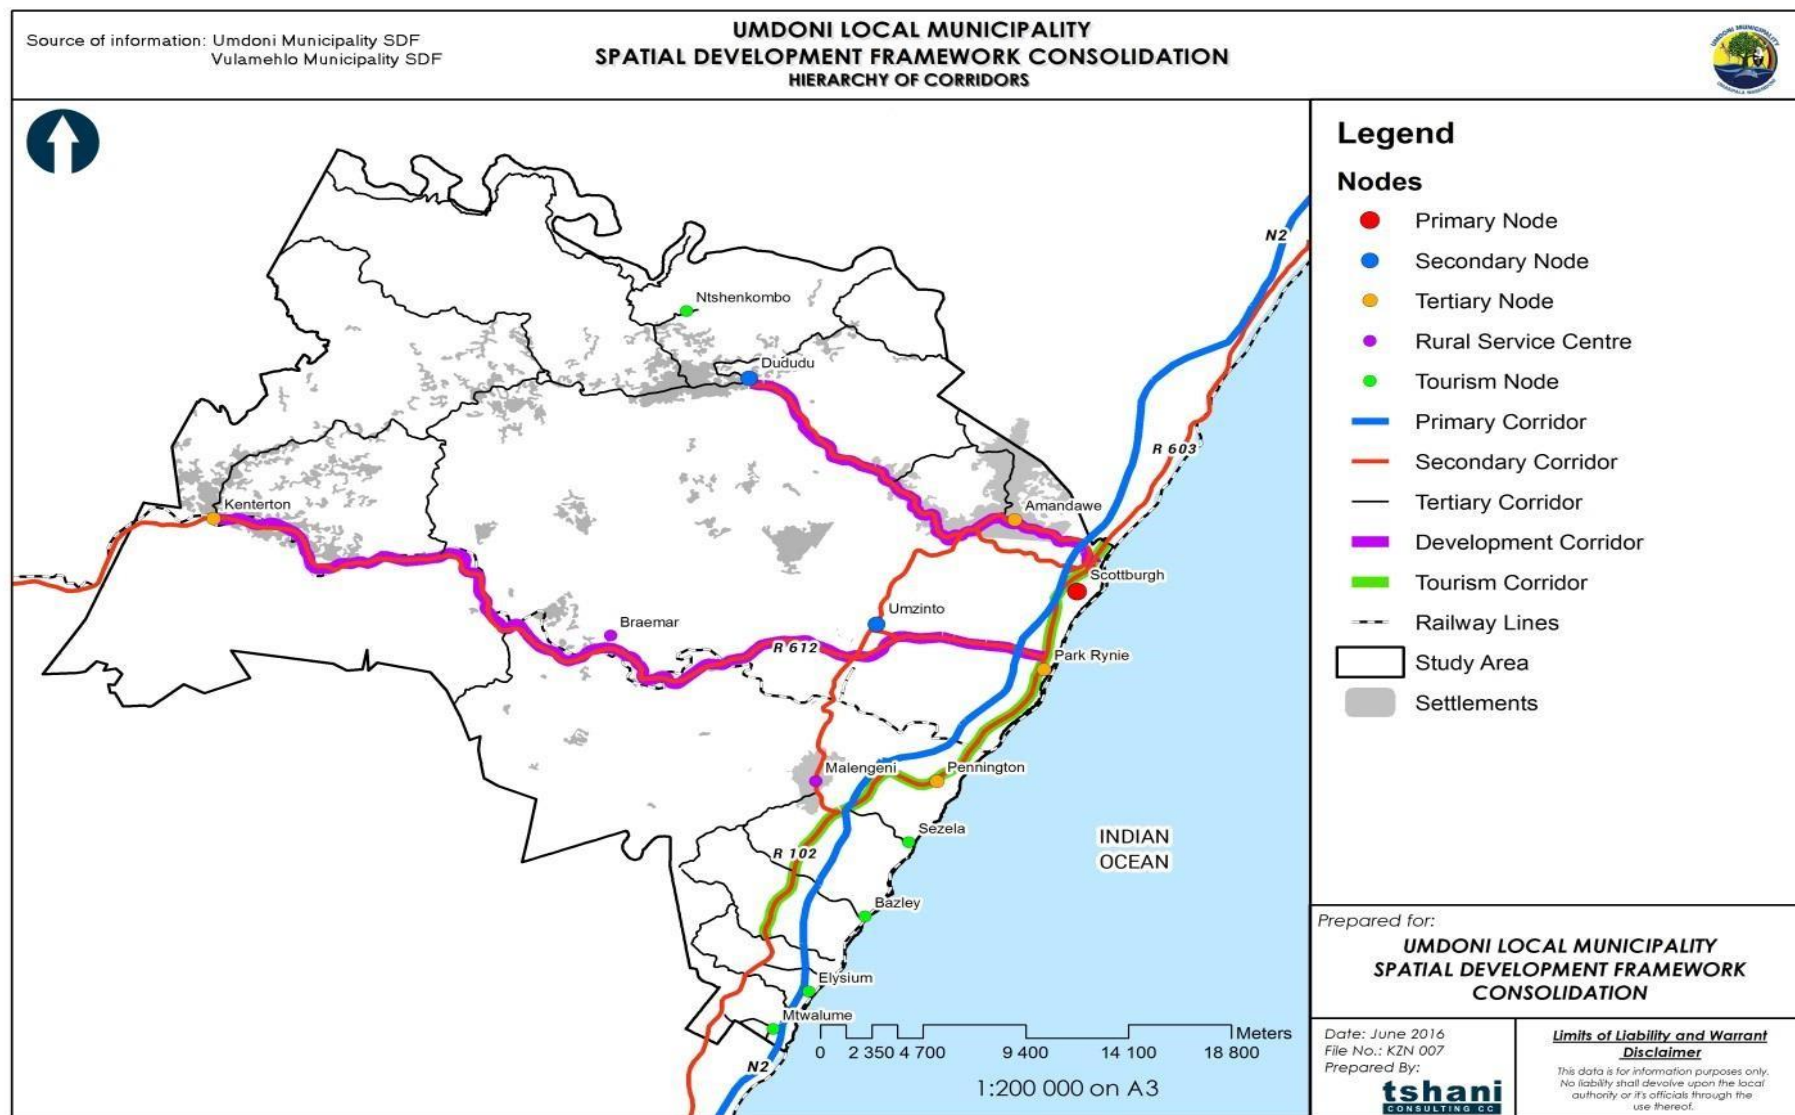 Source of information: Umdoni Municipality SDF
Vulamehlo Municipality SDF
UMDONI LOCAL MUNICIPALITY
SPATIAL DEVELOPMENT FRAMEWORK CONSOLIDATION
HIERARCHY OF CORRIDORS
UMDONI MUNICIPALITY
N2
Ntshenkombo
Dududu
R 603
Kenterton
Amandawe
Scottburgh
Umzinto
Braemar
R 612
Park Rynie
Malengeni
Pennington
Sezela
R 102
INDIAN
OCEAN
Bazley
Elysium
Mtwalume
N2
Meters
0 2 350 4 700 9 400 14 100 18 800
1:200 000 on A3
Legend
Nodes
Primary Node
Secondary Node
Tertiary Node
Rural Service Centre
Tourism Node
Primary Corridor
Secondary Corridor
Tertiary Corridor
Development Corridor
Tourism Corridor
Railway Lines
Study Area
Settlements
Prepared for:
UMDONI LOCAL MUNICIPALITY
SPATIAL DEVELOPMENT FRAMEWORK
CONSOLIDATION
Date: June 2016
File No.: KZN 007
Prepared By:
tshani
CONSULTING CC
Limits of Liability and Warrant
Disclaimer
This data is for information purposes only.
No liability shall devolve upon the local
authority or it's officials through the
use thereof.